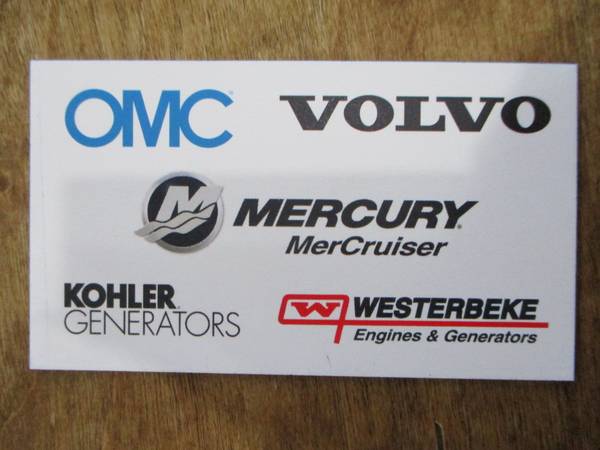 OMC VOLVO
M MERCURY
MerCruiser
KOHLER
GENERATORS
W WESTERBEKE
Engines & Generators